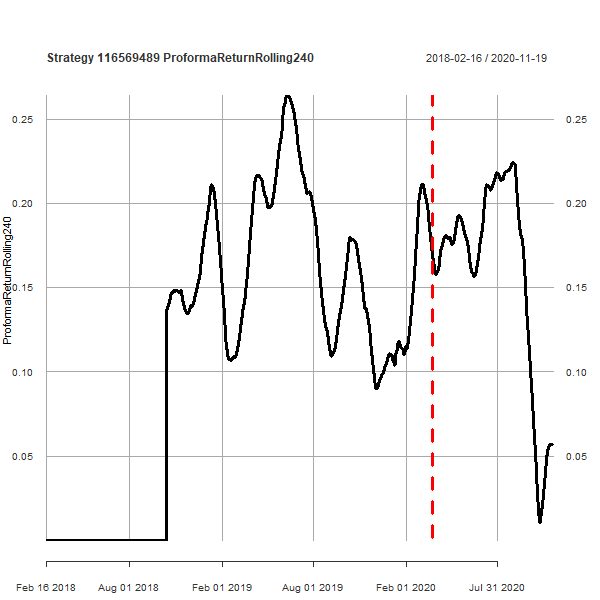 Strategy 116569489 ProformaReturnRolling240
2018-02-16 / 2020-11-19
ProformaReturnRolling240
0.25
0.20
0.15
0.10
0.05
0.25
0.20
0.15
0.10
0.05
Feb 16 2018
Aug 01 2018
Feb 01 2019
Aug 01 2019
Feb 01 2020
Jul 31 2020